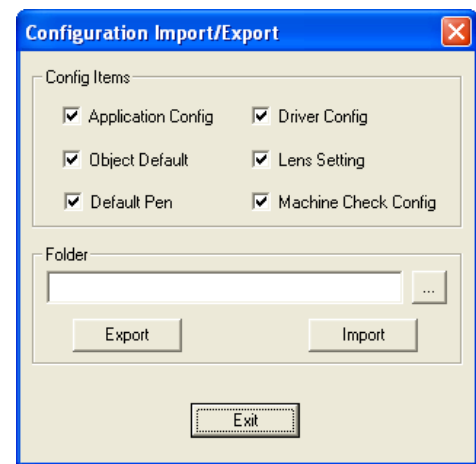 Configuration Import/Export
Config Items
Application Config Driver Config
Object Default Lens Setting
Default Pen Machine Check Config
Folder
...
Export Import
Exit